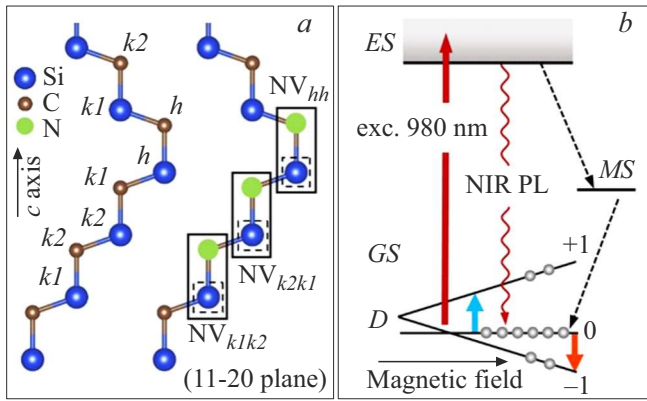 a
k2
Si
C
N
k1
h
NV_hh
h
c axis
k1
k2
k2
NV_k2k1
k1
NV_k1k2
(11-20 plane)
b
ES
exc. 980 nm
NIR PL
MS
GS
+1
D
0
Magnetic field
−1